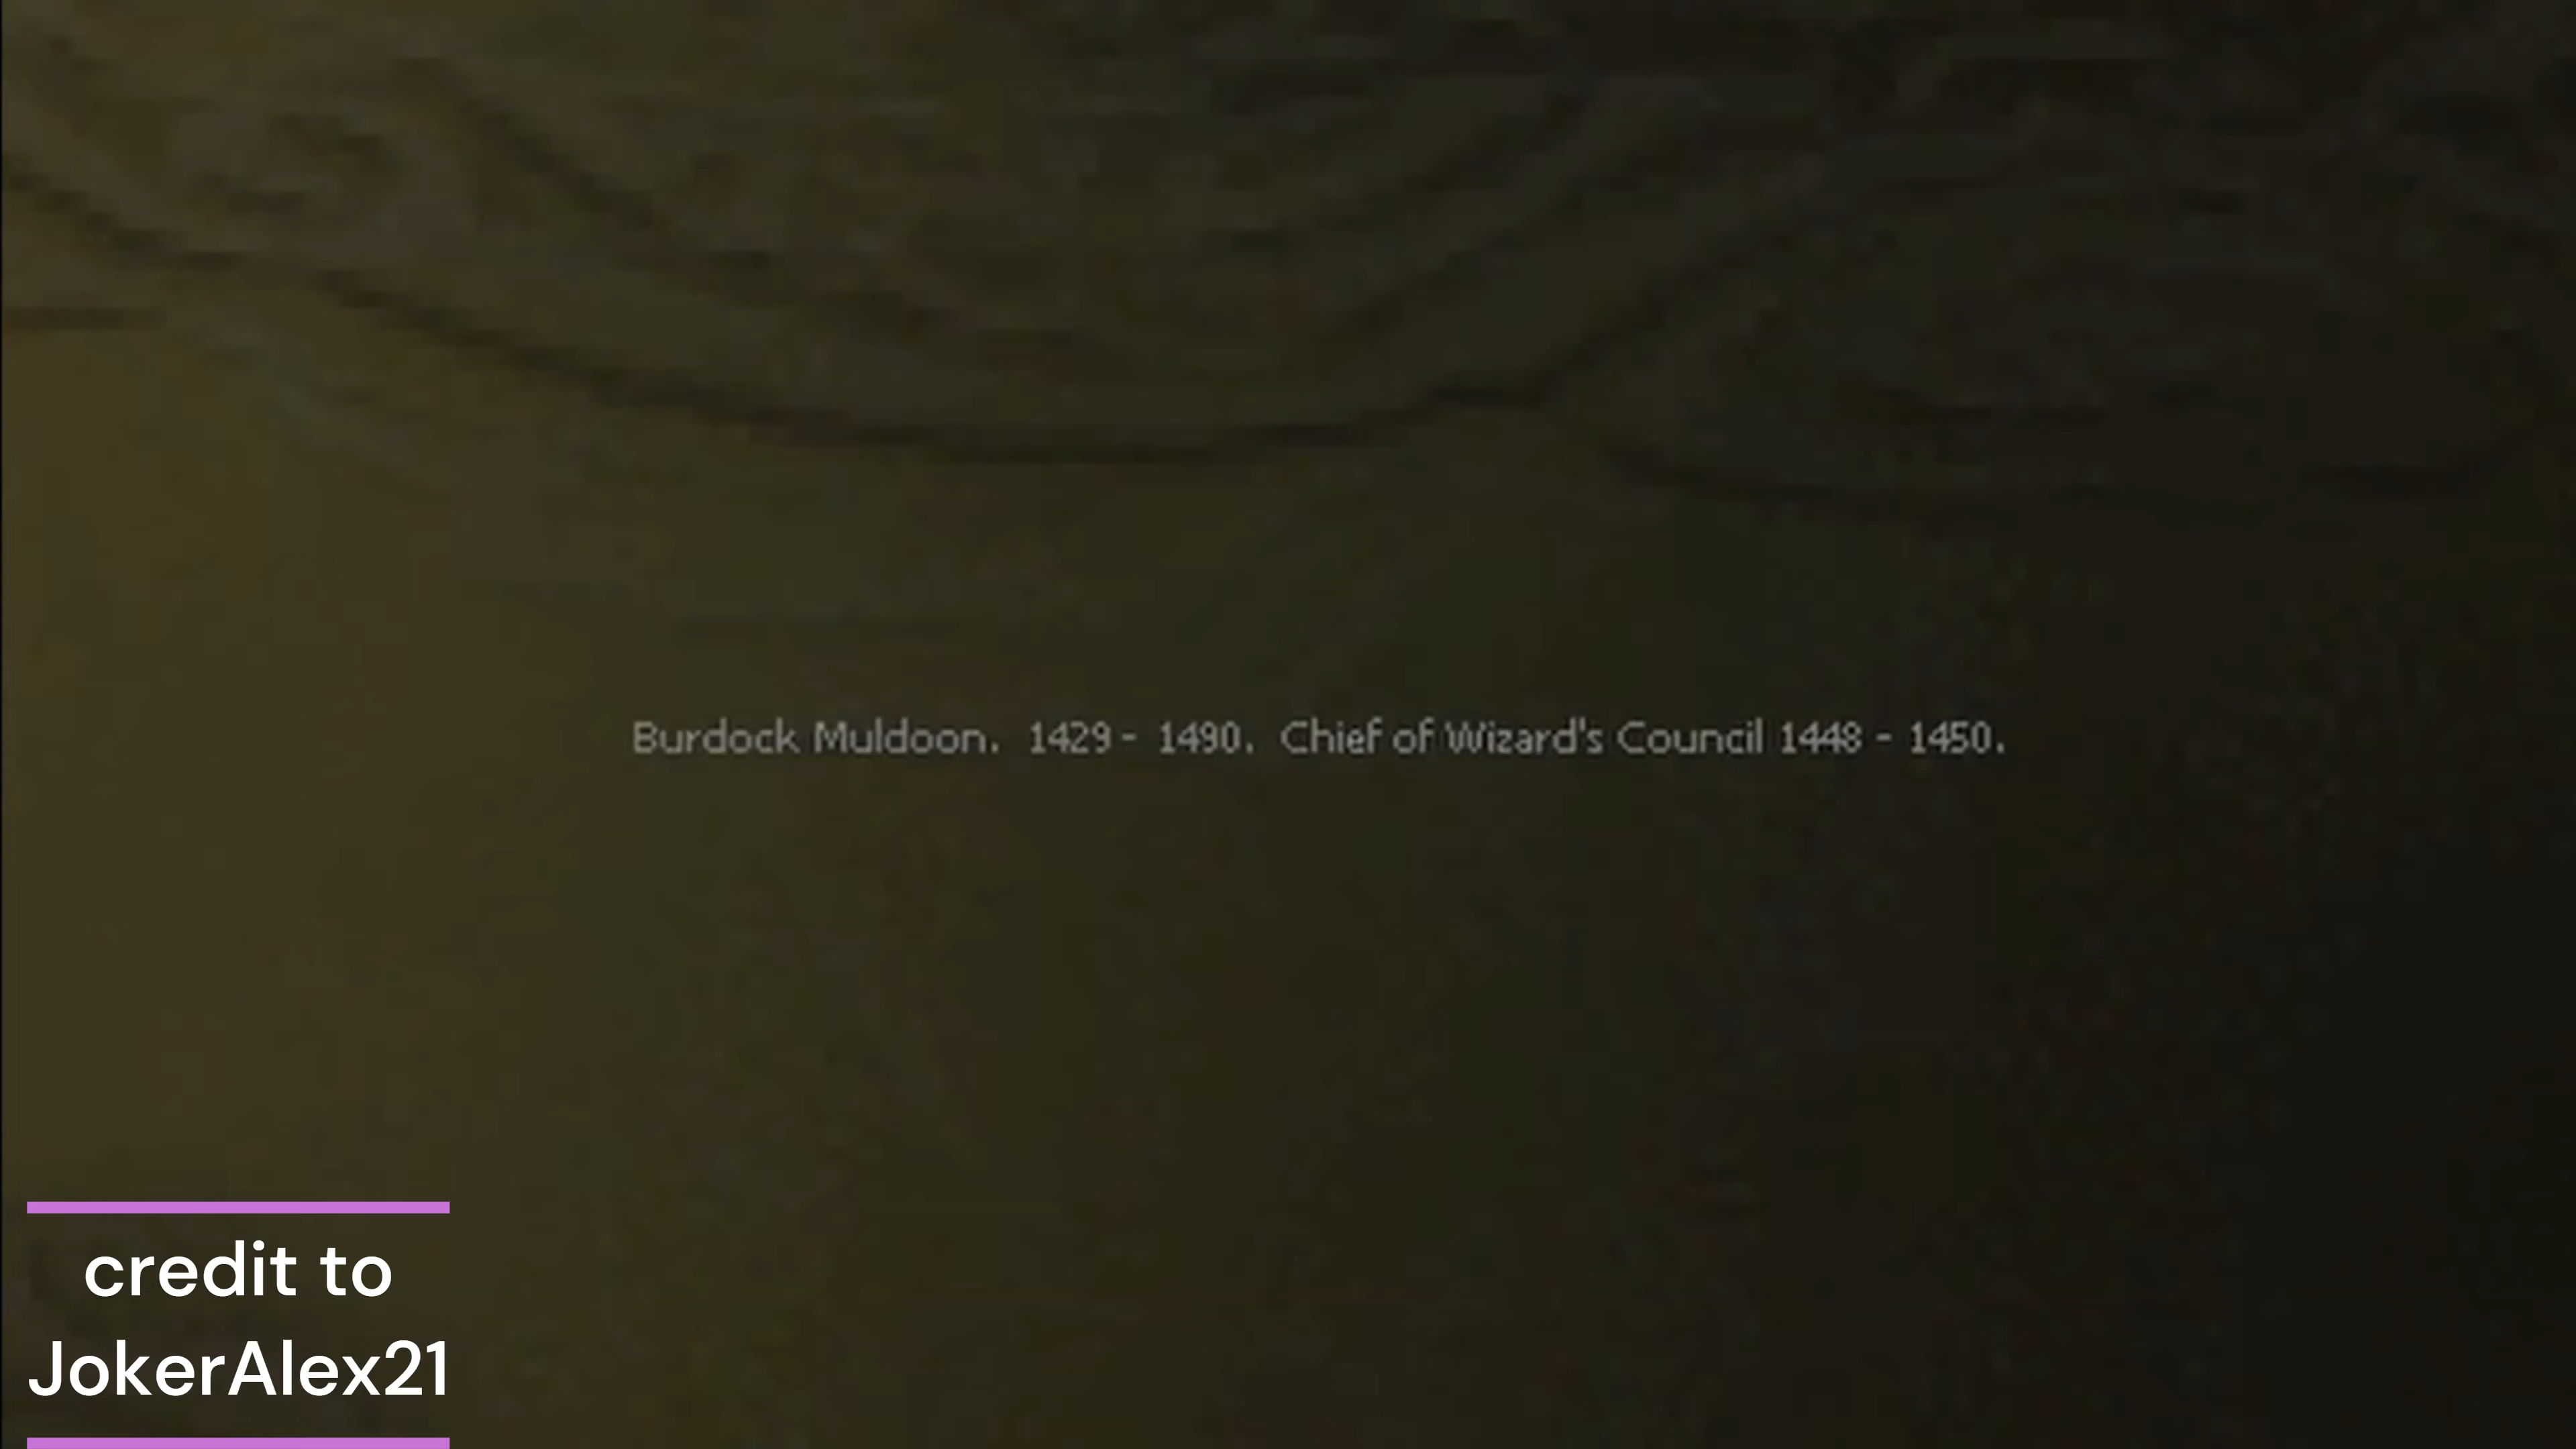 Burdock Muldoon. 1429 - 1490. Chief of Wizard's Council 1448 - 1450.
credit to
JokerAlex21